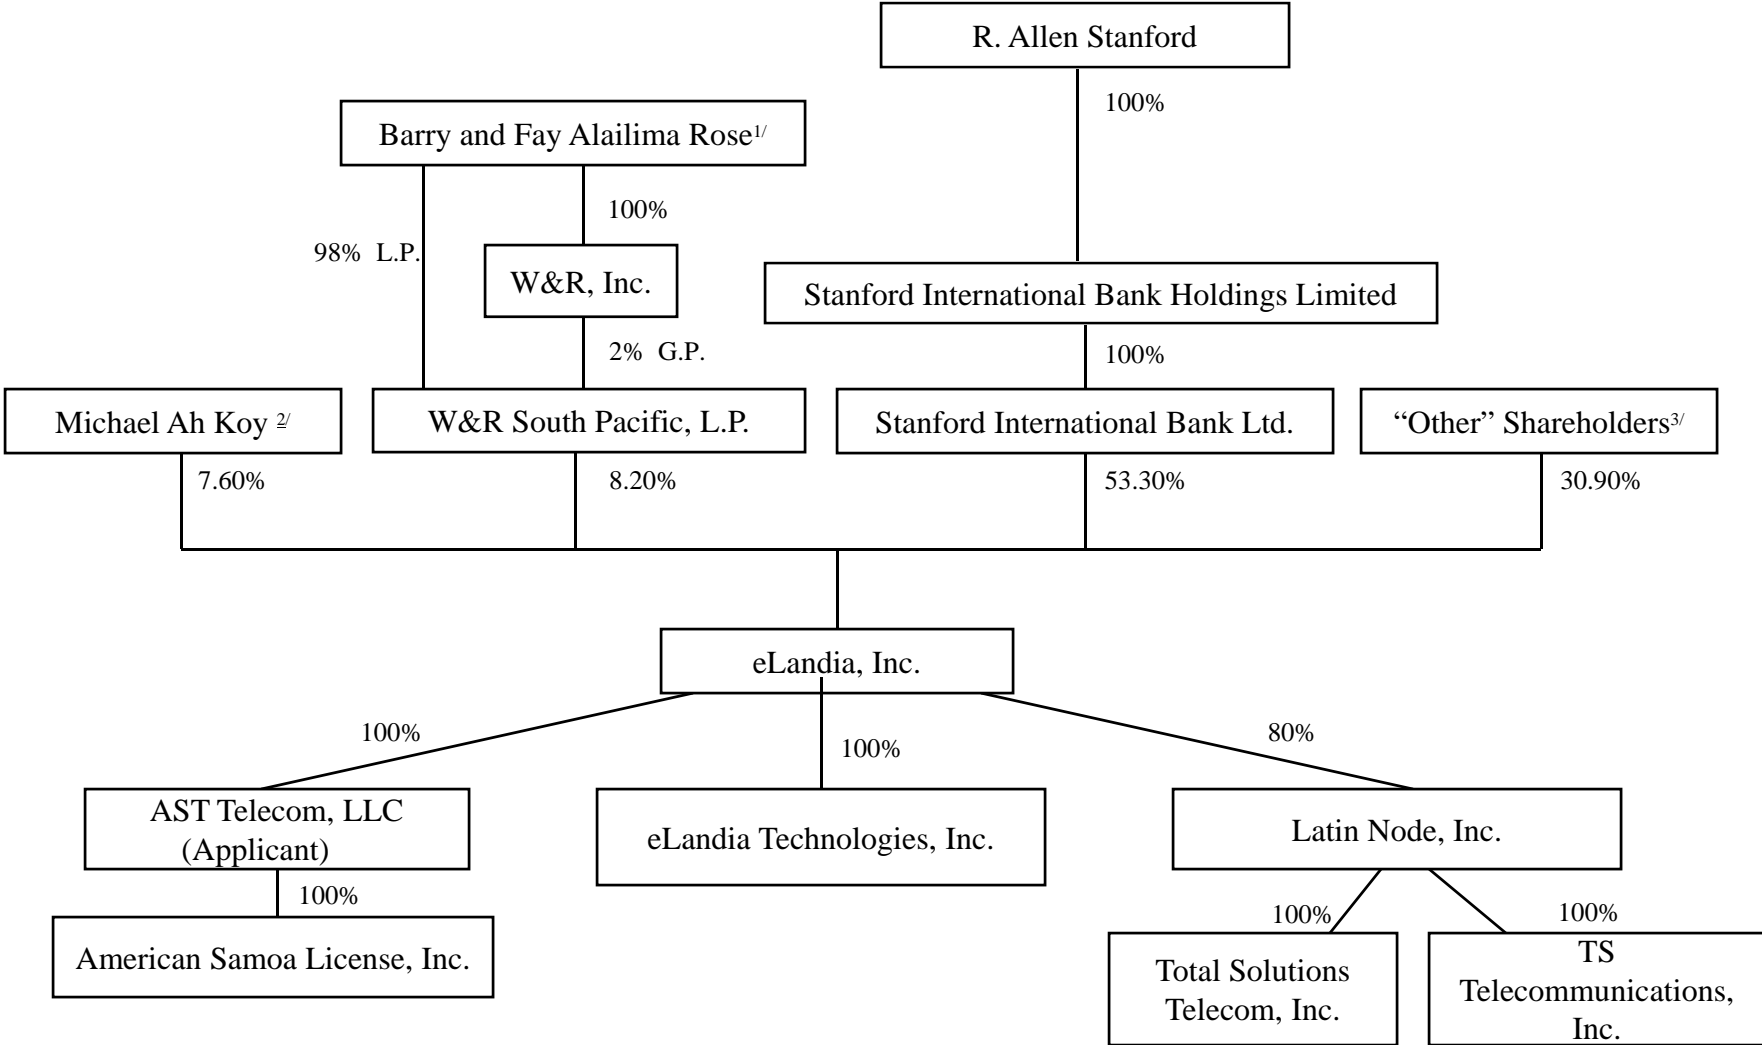 R. Allen Stanford
100%
Barry and Fay Alailima Rose1/
100%
98% L.P.
W&R, Inc.
Stanford International Bank Holdings Limited
2% G.P.
100%
Michael Ah Koy 2/
W&R South Pacific, L.P.
Stanford International Bank Ltd.
“Other” Shareholders3/
7.60%
8.20%
53.30%
30.90%
eLandia, Inc.
100%
100%
80%
AST Telecom, LLC
(Applicant)
eLandia Technologies, Inc.
Latin Node, Inc.
100%
100%
100%
American Samoa License, Inc.
Total Solutions
Telecom, Inc.
TS
Telecommunications,
Inc.